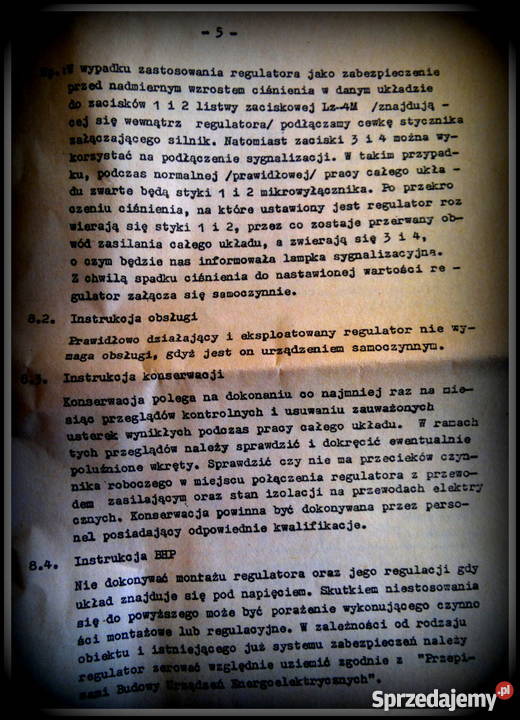 - 5 -
W wypadku zastosowania regulatora jako zabezpieczenie
przed nadmiernym wzrostem ciśnienia w danym układzie
do zacisków 1 i 2 listwy zaciskowej Lz-4M /znajdują -
cej się wewnątrz regulatora/ podłączamy cewkę stycznika
załączającego silnik. Natomiast zaciski 3 i 4 można wy-
korzystać na podłączenie sygnalizacji. W takim przypad-
ku, podczas normalnej /prawidłowej/ pracy całego ukła -
du zwarte będą styki 1 i 2 mikrowyłącznika. Po przekro
czeniu ciśnienia, na które ustawiony jest regulator roz
wierają się styki 1 i 2, przez co zostaje przerwany ob-
wód zasilania całego układu, a zwierają się 3 i 4,
o czym będzie nas informowała lampka sygnalizacyjna.
Z chwilą spadku ciśnienia do nastawionej wartości re -
gulator załącza się samoczynnie.
8.2. Instrukcja obsługi
Prawidłowo działający i eksploatowany regulator nie wy-
maga obsługi, gdyż jest on urządzeniem samoczynnym.
8.3. Instrukcja konserwacji
Konserwacja polega na dokonaniu co najmniej raz na mie-
siąc przeglądów kontrolnych i usuwaniu zauważonych
usterek wynikłych podczas pracy całego układu. W ramach
tych przeglądów należy sprawdzić i dokręcić ewentualnie
poluźnione wkręty. Sprawdzić czy nie ma przecieków czyn-
nika roboczego w miejscu połączenia regulatora z przewo-
dem zasilającym oraz stan izolacji na przewodach elektry
cznych. Konserwacja powinna być dokonywana przez perso-
nel posiadający odpowiednie kwalifikacje.
8.4. Instrukcja BHP
Nie dokonywać montażu regulatora oraz jego regulacji gdy
układ znajduje się pod napięciem. Skutkiem niestosowania
się do powyższego może być porażenie wykonującego czynno
ści montażowe lub regulacyjne. W zależności od rodzaju
obiektu i istniejącego już systemu zabezpieczeń należy
regulator zerować względnie uziemić zgodnie z "Przepi-
sami Budowy Urządzeń Energoelektrycznych".
Sprzedajemy.pl